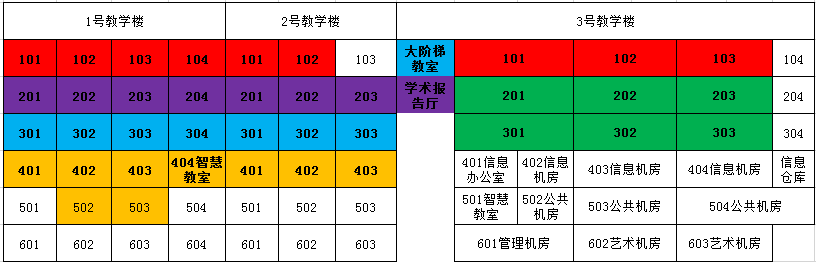 1号教学楼 2号教学楼 3号教学楼
101 102 103 104 101 102 103 大阶梯教室 101 102 103 104
201 202 203 204 201 202 203 学术报告厅 201 202 203 204
301 302 303 304 301 302 303 301 302 303 304
401 402 403 404智慧教室 401 402 403 401信息办公室 402信息机房 403信息机房 404信息机房 信息仓库
501 502 503 504 501 502 503 501智慧教室 502公共机房 503公共机房 504公共机房
601 602 603 604 601 602 603 601管理机房 602艺术机房 603艺术机房